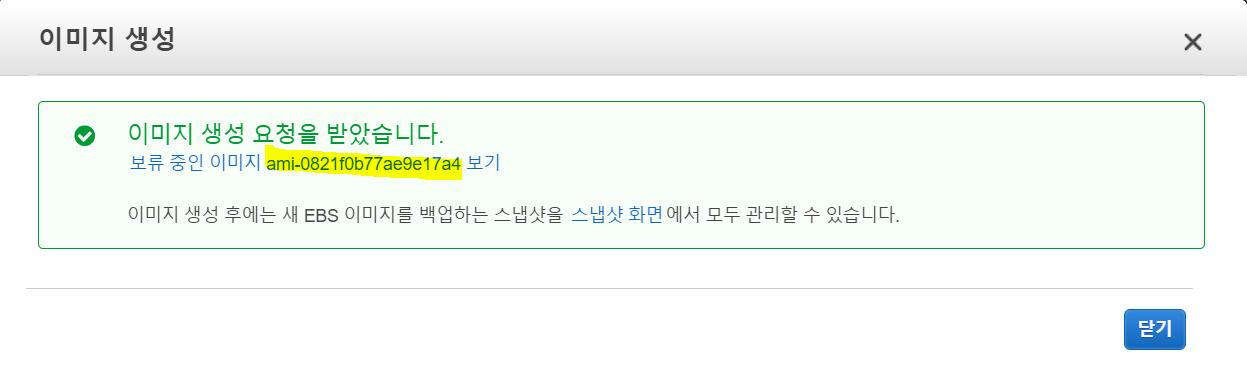 이미지 생성
이미지 생성 요청을 받았습니다.
보류 중인 이미지 ami-0821f0b77ae9e17a4 보기
이미지 생성 후에는 새 EBS 이미지를 백업하는 스냅샷을 스냅샷 화면에서 모두 관리할 수 있습니다.
닫기